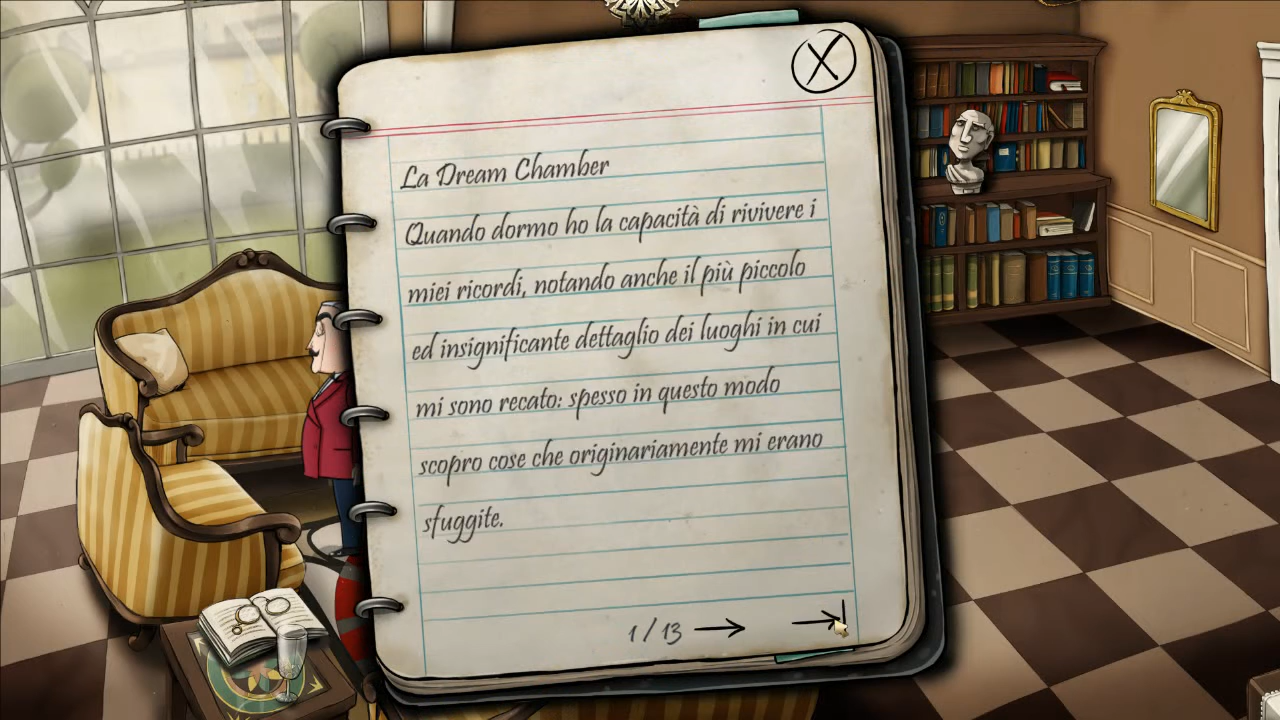 La Dream Chamber
Quando dormo ho la capacità di rivivere i
miei ricordi, notando anche il più piccolo
ed insignificante dettaglio dei luoghi in cui
mi sono recato: spesso in questo modo
scopro cose che originariamente mi erano
sfuggite.
1 / 13